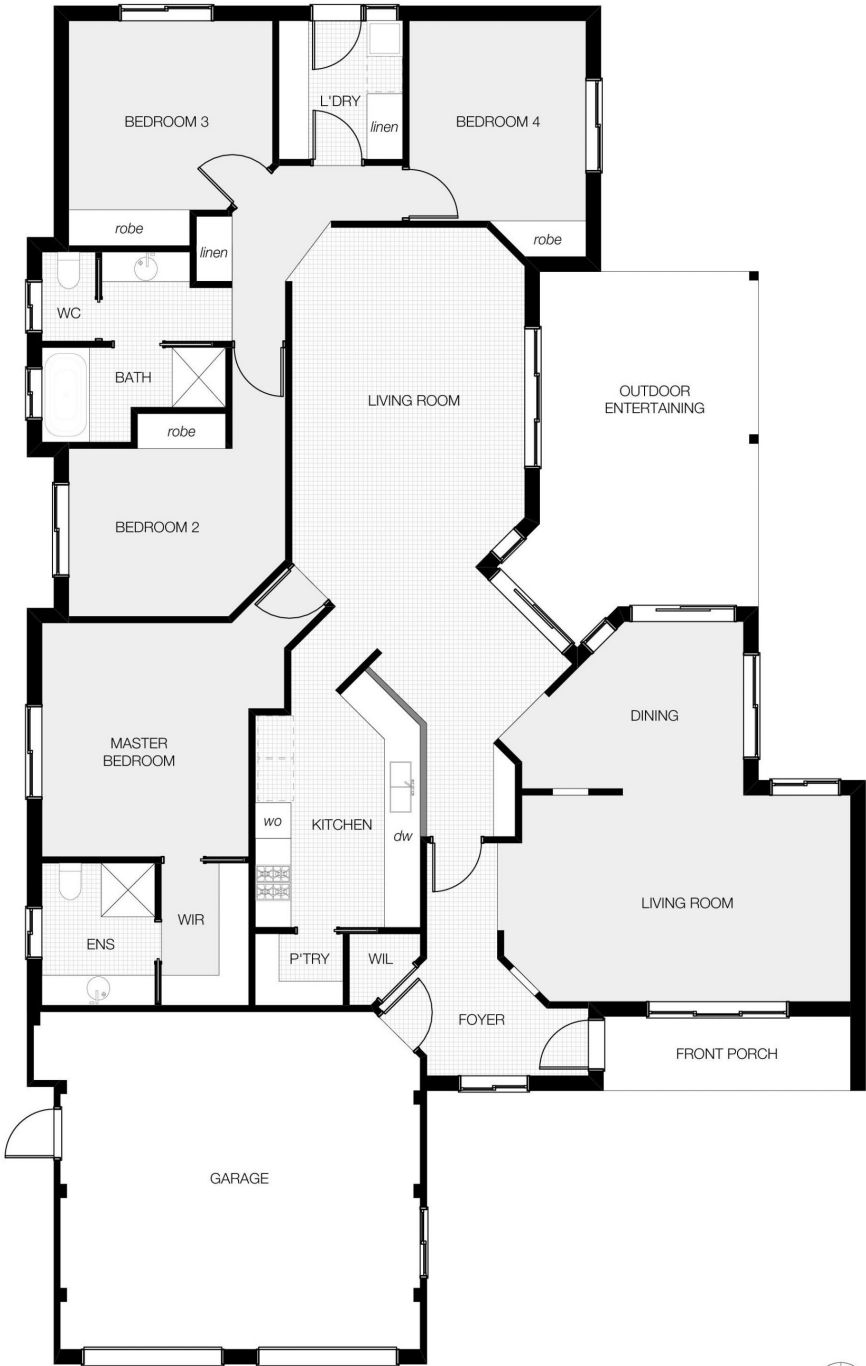 BEDROOM 3
L'DRY
linen
BEDROOM 4
robe
linen
robe
WC
BATH
LIVING ROOM
OUTDOOR
ENTERTAINING
robe
BEDROOM 2
MASTER
BEDROOM
DINING
wo
KITCHEN
dw
LIVING ROOM
WIR
ENS
P'TRY
WIL
FOYER
FRONT PORCH
GARAGE